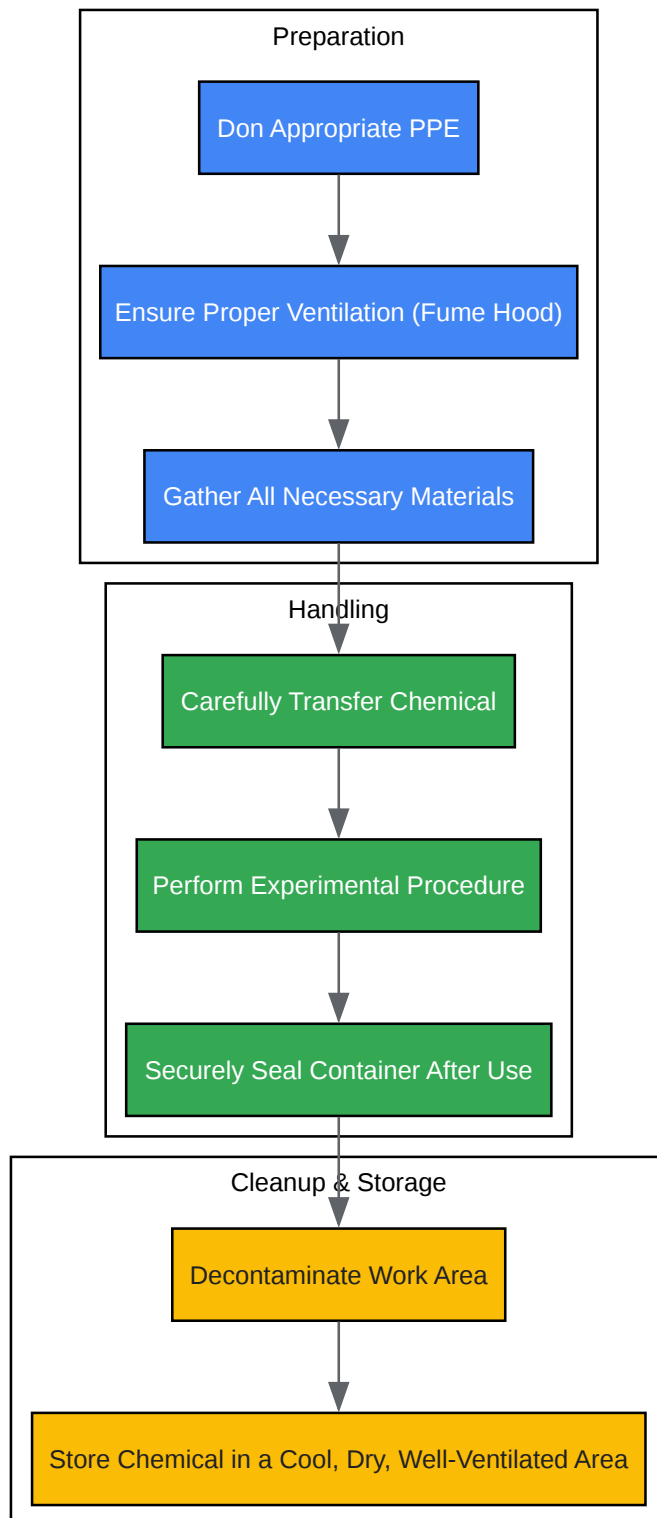 Preparation
Don Appropriate PPE
Ensure Proper Ventilation (Fume Hood)
Gather All Necessary Materials
Handling
Carefully Transfer Chemical
Perform Experimental Procedure
Securely Seal Container After Use
Cleanup & Storage
Decontaminate Work Area
Store Chemical in a Cool, Dry, Well-Ventilated Area